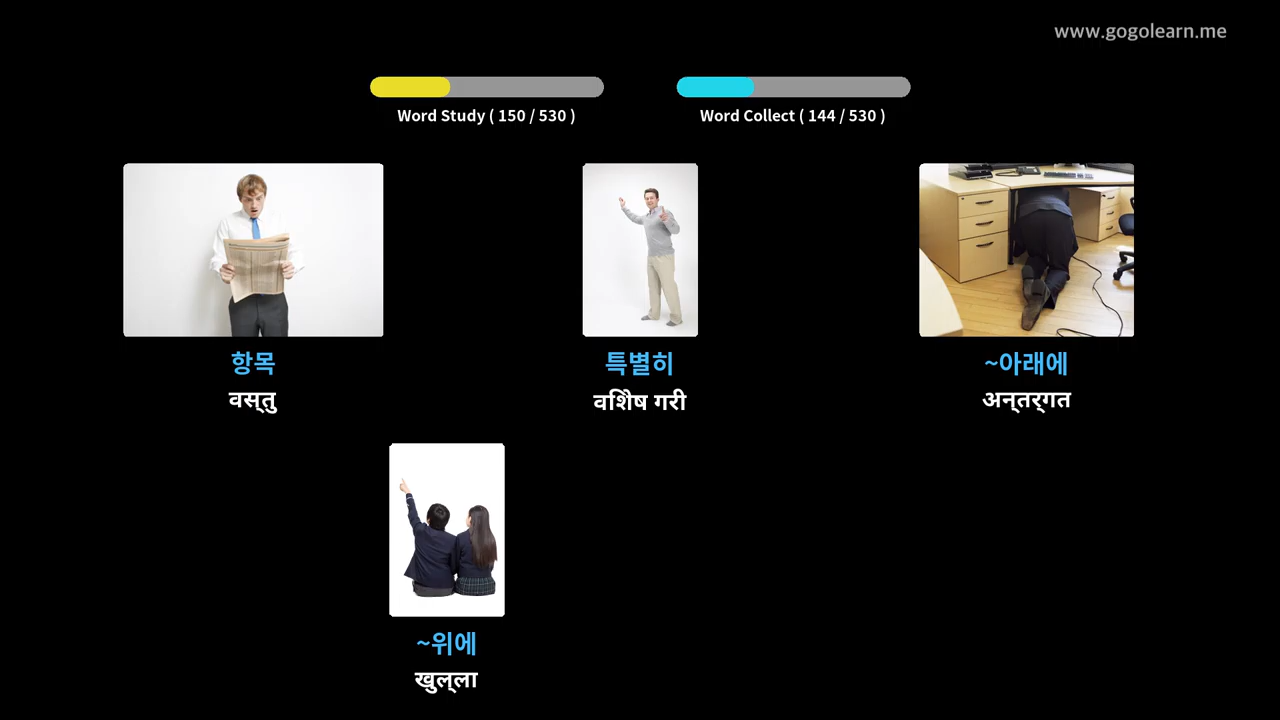 www.gogolearn.me
Word Study ( 150 / 530 )
Word Collect ( 144 / 530 )
항목
वस्तु
특별히
विशेष गरी
~아래에
अन्तर्गत
~위에
खुल्ला